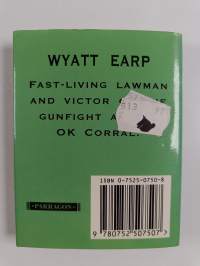 WYATT EARP
FAST-LIVING LAWMAN
AND VICTOR
GUNFIGHT A
OK CORRAL.
ISBN 0-7525-0750-8
PARRAGON
9 780752 507507